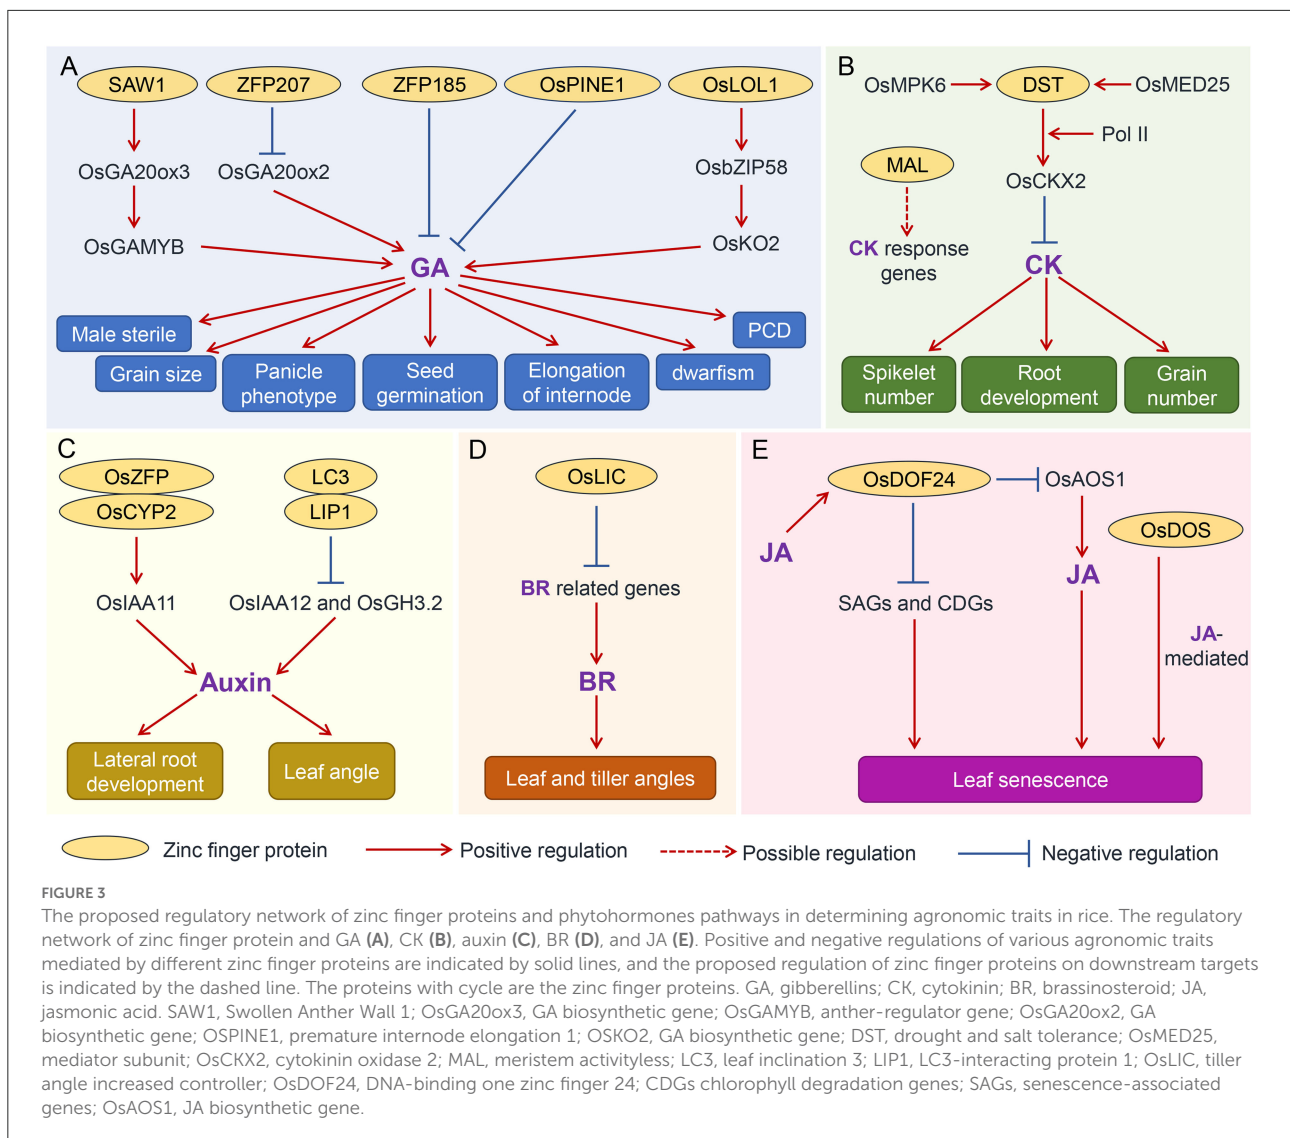 A
SAW1
ZFP207
ZFP185
OsPINE1
OsLOL1
OsGA20ox3
OsGA20ox2
OsbZIP58
OsGAMYB
OsKO2
GA
Male sterile
PCD
Grain size
Panicle
phenotype
Seed
germination
Elongation
of internode
dwarfism
B
OsMPK6
DST
OsMED25
Pol II
MAL
OsCKX2
CK response
genes
CK
Spikelet
number
Root
development
Grain
number
C
OsZFP
OsCYP2
LC3
LIP1
OsIAA11
OsIAA12 and OsGH3.2
Auxin
Lateral root
development
Leaf angle
D
OsLIC
BR related genes
BR
Leaf and tiller angles
E
OsDOF24
OsAOS1
OsDOS
JA
JA
SAGs and CDGs
JA-
mediated
Leaf senescence
Zinc finger protein
Positive regulation
Possible regulation
Negative regulation
FIGURE 3
The proposed regulatory network of zinc finger proteins and phytohormones pathways in determining agronomic traits in rice. The regulatory
network of zinc finger protein and GA (A), CK (B), auxin (C), BR (D), and JA (E). Positive and negative regulations of various agronomic traits
mediated by different zinc finger proteins are indicated by solid lines, and the proposed regulation of zinc finger proteins on downstream targets
is indicated by the dashed line. The proteins with cycle are the zinc finger proteins. GA, gibberellins; CK, cytokinin; BR, brassinosteroid; JA,
jasmonic acid. SAW1, Swollen Anther Wall 1; OsGA20ox3, GA biosynthetic gene; OsGAMYB, anther-regulator gene; OsGA20ox2, GA
biosynthetic gene; OSPINE1, premature internode elongation 1; OSKO2, GA biosynthetic gene; DST, drought and salt tolerance; OsMED25,
mediator subunit; OsCKX2, cytokinin oxidase 2; MAL, meristem activityless; LC3, leaf inclination 3; LIP1, LC3-interacting protein 1; OsLIC, tiller
angle increased controller; OsDOF24, DNA-binding one zinc finger 24; CDGs chlorophyll degradation genes; SAGs, senescence-associated
genes; OsAOS1, JA biosynthetic gene.